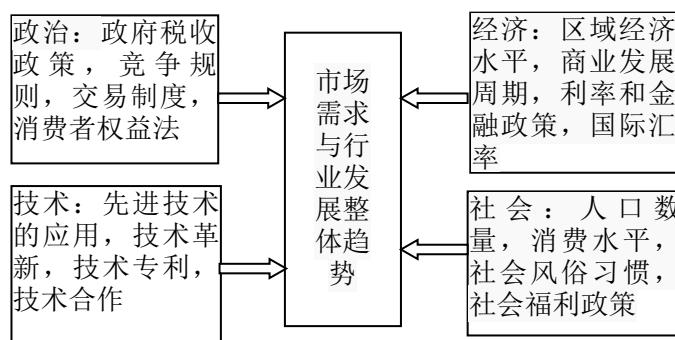 政治：政府税收
政策，竞争规
则，交易制度，
消费者权益法
市场
需求
与行
业发
展整
体趋
势
经济：区域经济
水平，商业发展
周期，利率和金
融政策，国际汇
率
技术：先进技术
的应用，技术革
新，技术专利，
技术合作
社会：人口数
量，消费水平，
社会风俗习惯，
社会福利政策